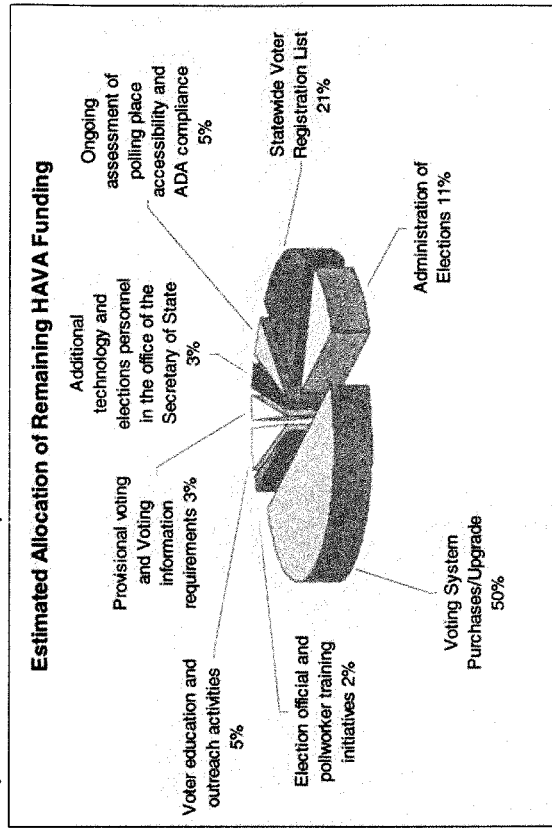 Estimated Allocation of Remaining HAVA Funding
Ongoing
assessment of
polling place
accessibility and
ADA compliance
5%
Additional
technology and
elections personnel
in the office of the
Secretary of State
3%
Provisional voting
and Voting
information
requirements 3%
Voter education and
outreach activities
5%
Statewide Voter
Registration List
21%
Election official and
pollworker training
initiatives 2%
Voting System
Purchases/Upgrade
50%
Administration of
Elections 11%